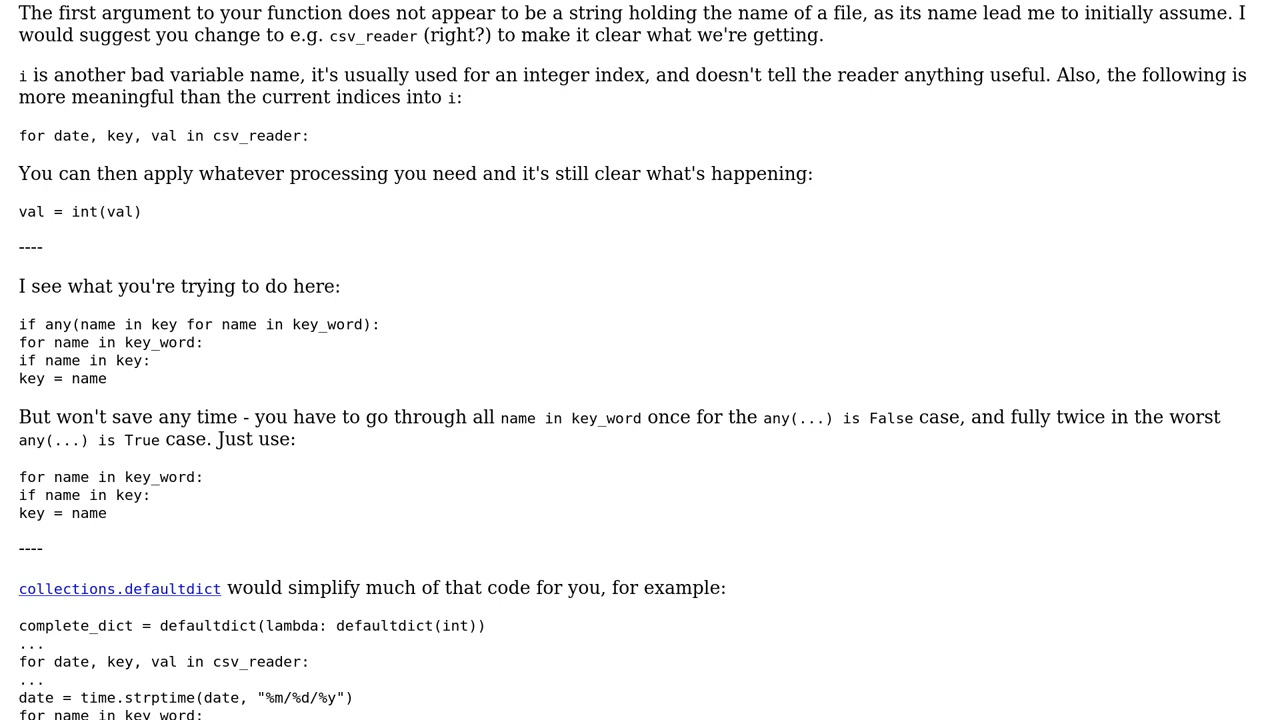 The first argument to your function does not appear to be a string holding the name of a file, as its name lead me to initially assume. I
would suggest you change to e.g. csv_reader (right?) to make it clear what we're getting.
i is another bad variable name, it's usually used for an integer index, and doesn't tell the reader anything useful. Also, the following is
more meaningful than the current indices into i:
for date, key, val in csv_reader:
You can then apply whatever processing you need and it's still clear what's happening:
val = int(val)
----
I see what you're trying to do here:
if any(name in key for name in key_word):
for name in key_word:
if name in key:
key = name
But won't save any time - you have to go through all name in key_word once for the any(...) is False case, and fully twice in the worst
any(...) is True case. Just use:
for name in key_word:
if name in key:
key = name
----
collections.defaultdict would simplify much of that code for you, for example:
complete_dict = defaultdict(lambda: defaultdict(int))
...
for date, key, val in csv_reader:
...
date = time.strptime(date, "%m/%d/%y")
for name in key_word: